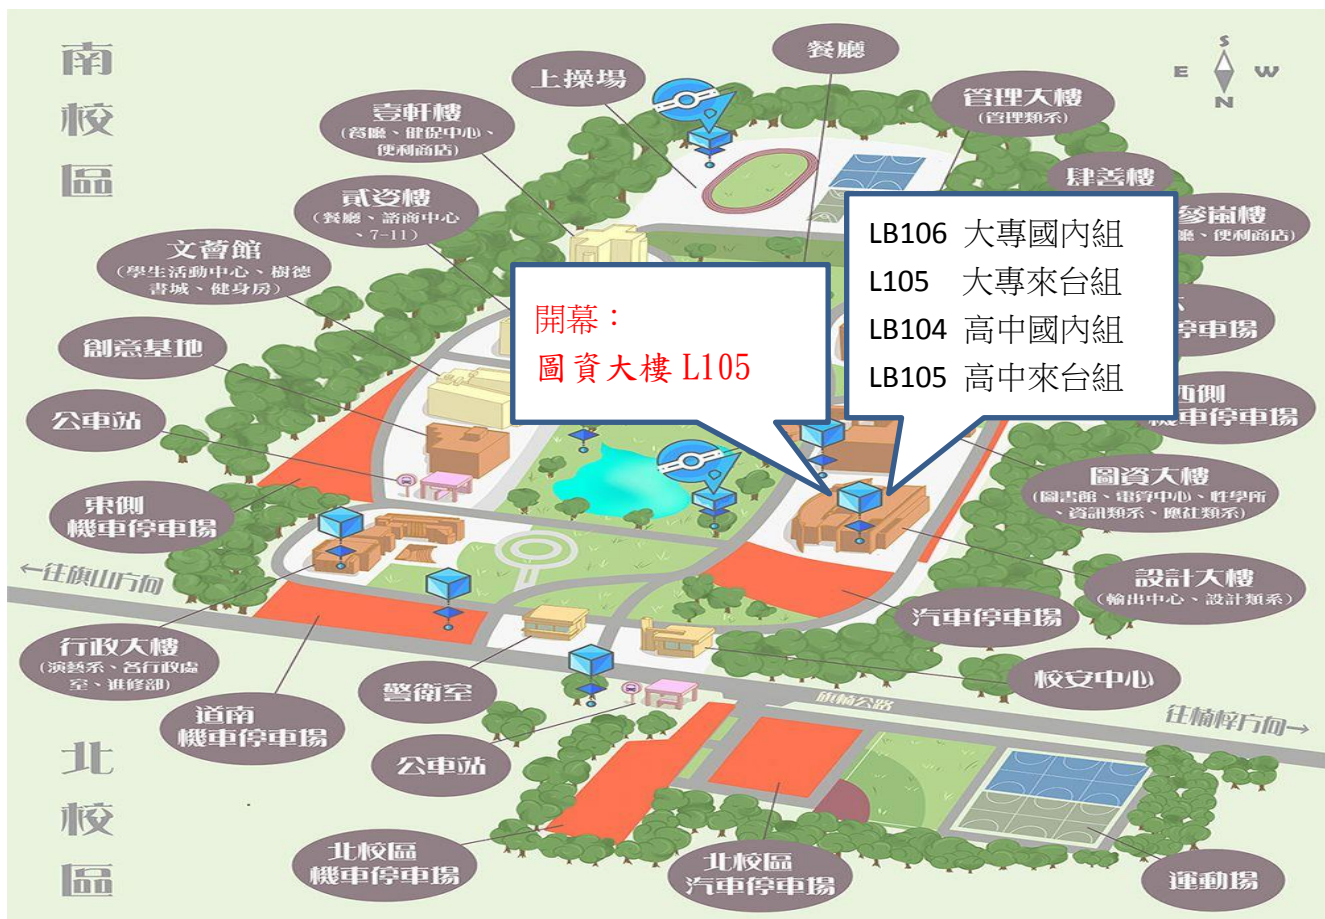 南校區
餐廳
上操場
S
E W
N
管理大樓
(管理類系)
壹軒樓
(餐廳、健促中心、
便利商店)
肆善樓
貳姿樓
(餐廳、諮商中心
、7-11)
參崗樓
廳、便利商店)
LB106 大專國內組
L105 大專來台組
LB104 高中國內組
LB105 高中來台組
文薈館
(學生活動中心、樹德
書城、健身房)
開幕：
圖資大樓 L105
停車場
創意基地
西側
機車停車場
公車站
圖資大樓
(圖書館、電資中心、性學所
、資訊類系、應社類系)
東側
機車停車場
←往旗山方向
設計大樓
(輸出中心、設計類系)
汽車停車場
行政大樓
(演藝系、各行政處
室、進修部)
警衛室
校安中心
道南
機車停車場
旗楠公路
往楠梓方向→
公車站
北校區
北校區
機車停車場
北校區
汽車停車場
運動場